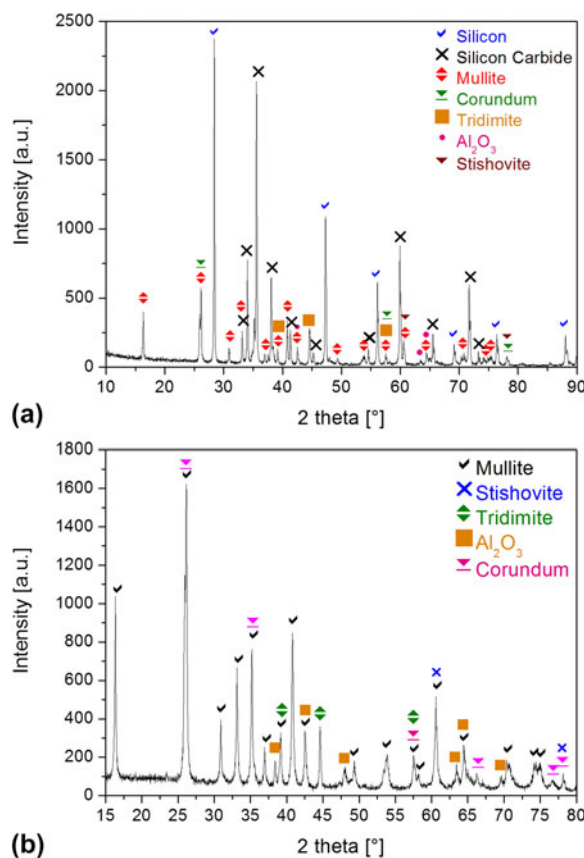 (a)
Intensity [a.u.]
2500
2000
1500
1000
500
0
10 20 30 40 50 60 70 80 90
2 theta [°]
Silicon
Silicon Carbide
Mullite
Corundum
Tridimite
Al₂O₃
Stishovite
(b)
Intensity [a.u.]
1800
1600
1400
1200
1000
800
600
400
200
0
15 20 25 30 35 40 45 50 55 60 65 70 75 80
2 theta [°]
Mullite
Stishovite
Tridimite
Al₂O₃
Corundum